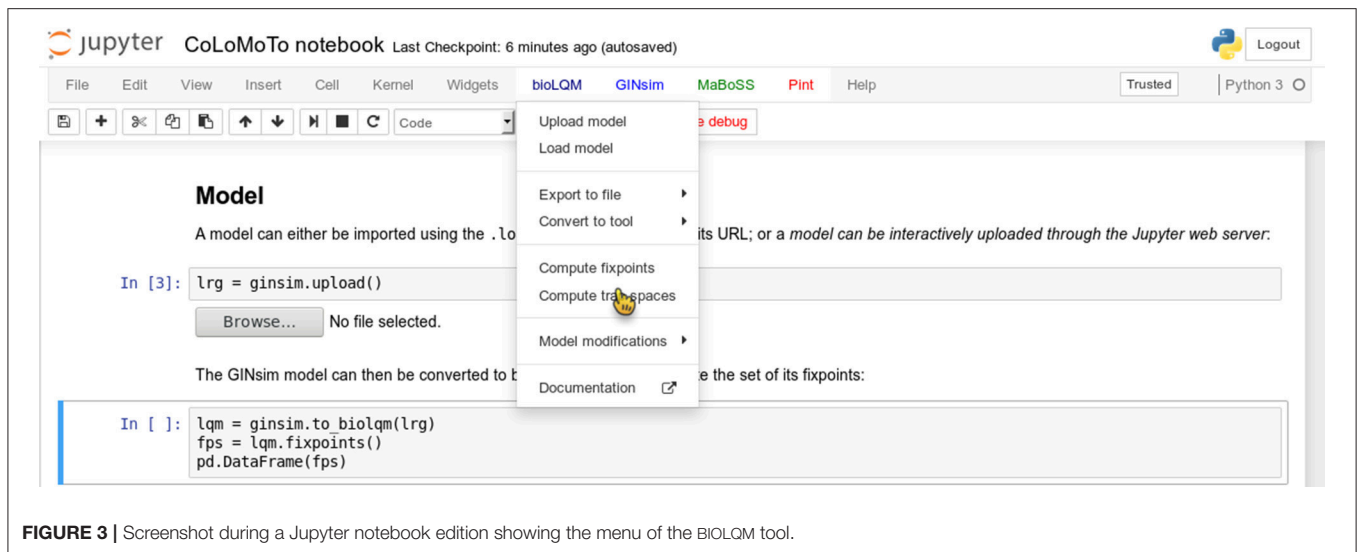 jupyter CoLoMoTo notebook Last Checkpoint: 6 minutes ago (autosaved) Logout
File Edit View Insert Cell Kernel Widgets bioLQM GINsim MaBoSS Pint Help Trusted Python 3
Code e debug
Upload model
Load model
Export to file
Convert to tool
Compute fixpoints
Compute spaces
Model modifications
Documentation
Model
A model can either be imported using the .lo its URL; or a model can be interactively uploaded through the Jupyter web server:
In [3]: lrg = ginsim.upload()
Browse... No file selected.
The GINsim model can then be converted to b e the set of its fixpoints:
In [ ]: lqm = ginsim.to_biolqm(lrg)
fps = lqm.fixpoints()
pd.DataFrame(fps)
FIGURE 3 | Screenshot during a Jupyter notebook edition showing the menu of the BIOLQM tool.